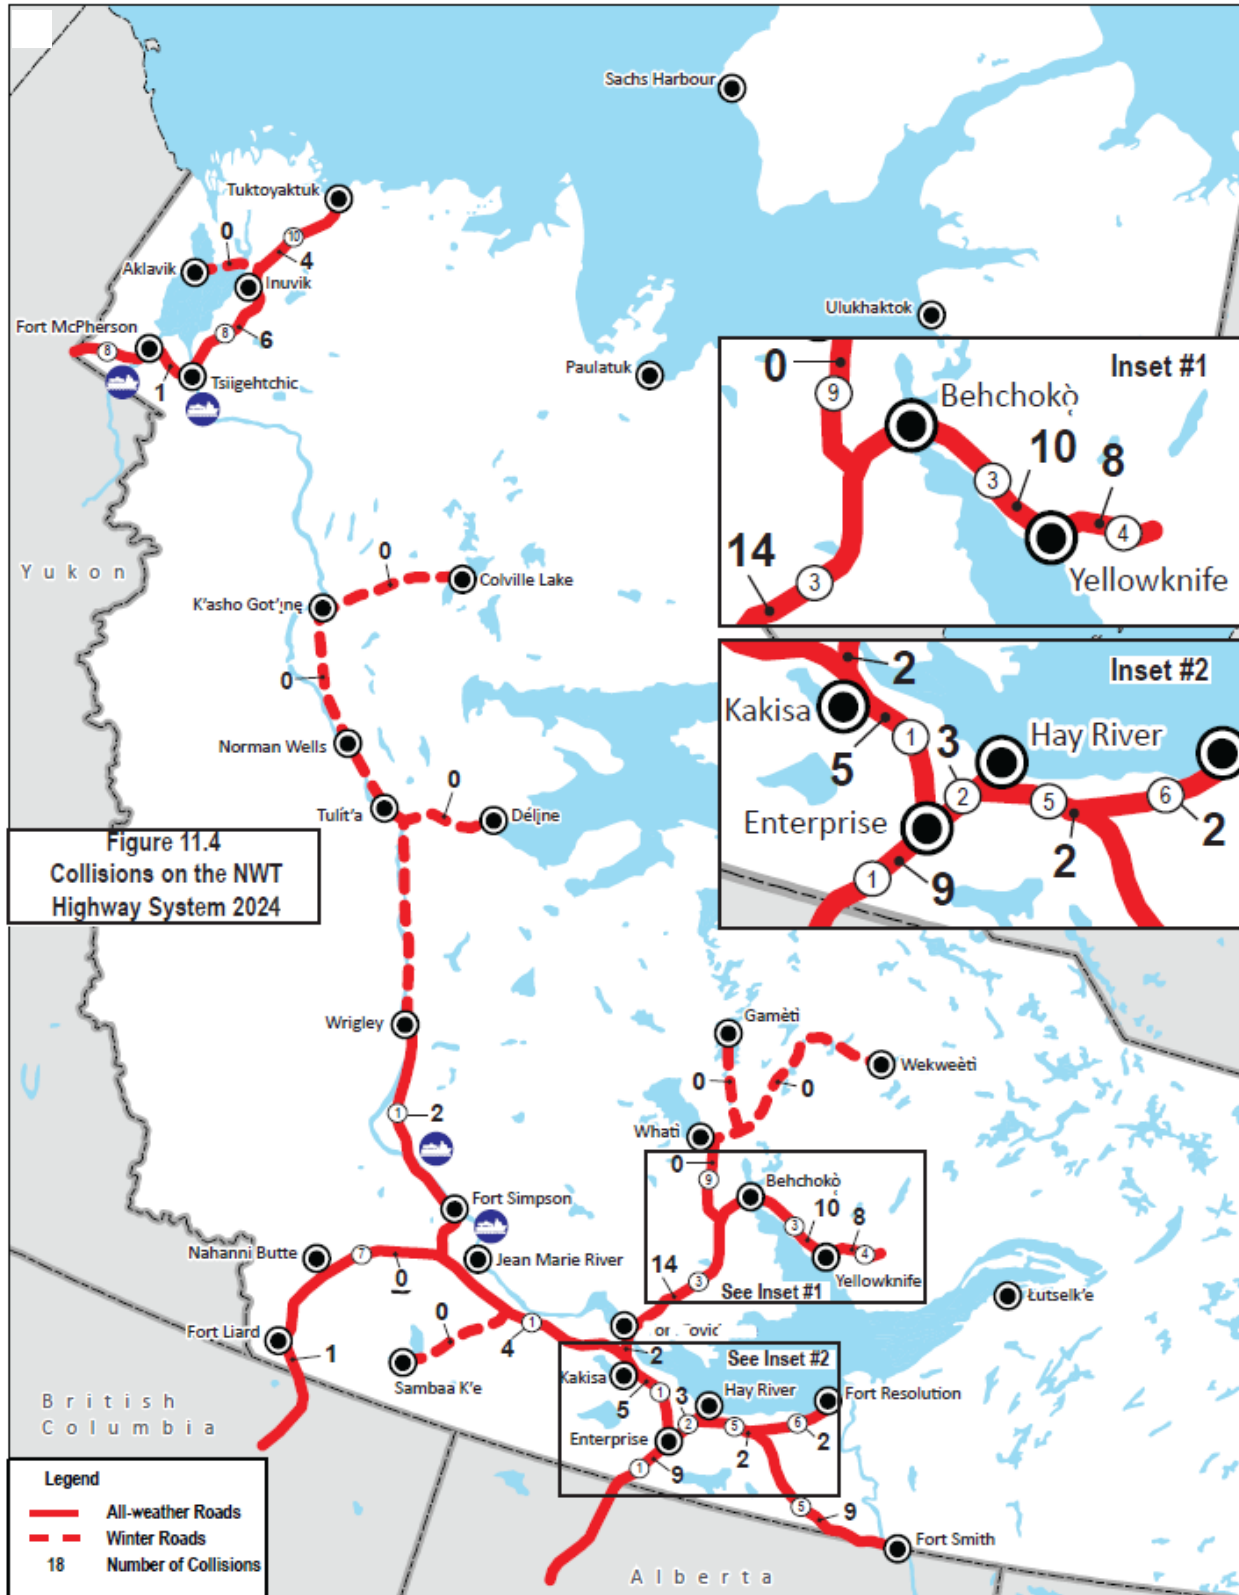 Sachs Harbour
Tuktoyaktuk
0
10
4
Aklavik
Inuvik
Ulukhaktok
Fort McPherson
8
8
6
Paulatuk
Tsiigehtchic
1
Inset #1
0
9
Behchokǫ̀
10
8
3
4
14
3
Yellowknife
Yukon
0
Colville Lake
K'asho Got'ı̨nę
0
Norman Wells
0
Tulít'a
Délı̨nę
Inset #2
2
Kakisa
5
1
3
Hay River
2
5
6
Enterprise
2
2
1
9
Figure 11.4
Collisions on the NWT
Highway System 2024
Wrigley
1
2
Gamètì
Wekweètì
0
0
Whatì
0
9
Behchokǫ̀
Fort Simpson
3
10
8
4
Nahanni Butte
7
0
Jean Marie River
14
3
Yellowknife
See Inset #1
Łutselk'e
Fort Liard
1
0
4
1
2
See Inset #2
Sambaa K'e
Kakisa
5
1
3
Hay River
Fort Resolution
2
5
6
Enterprise
2
2
1
9
5
9
Fort Smith
British
Columbia
Alberta
Legend
All-weather Roads
Winter Roads
18 Number of Collisions